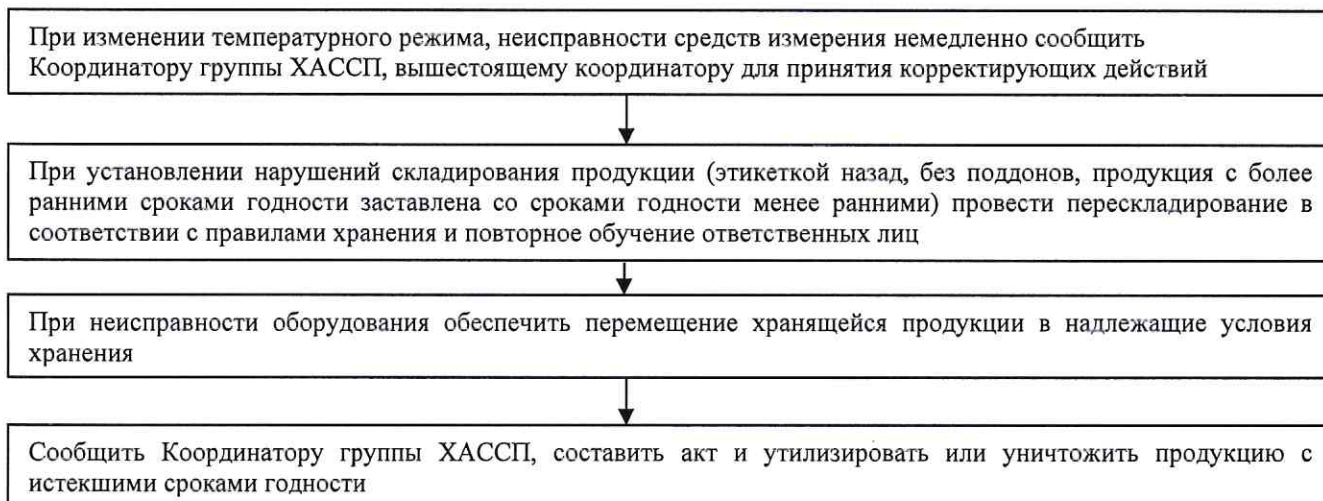 При изменении температурного режима, неисправности средств измерения немедленно сообщить
Координатору группы ХАССП, вышестоящему координатору для принятия корректирующих действий
При установлении нарушений складирования продукции (этикеткой назад, без поддонов, продукция с более
ранними сроками годности заставлена со сроками годности менее ранними) провести перескладирование в
соответствии с правилами хранения и повторное обучение ответственных лиц
При неисправности оборудования обеспечить перемещение хранящейся продукции в надлежащие условия
хранения
Сообщить Координатору группы ХАССП, составить акт и утилизировать или уничтожить продукцию с
истекшими сроками годности